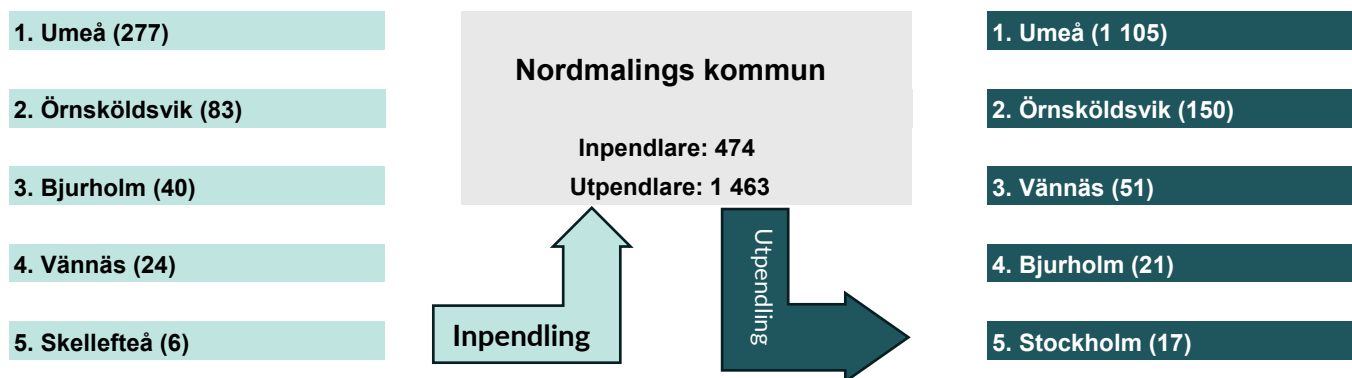 1. Umeå (277)
2. Örnsköldsvik (83)
3. Bjurholm (40)
4. Vännäs (24)
5. Skellefteå (6)
Nordmalings kommun
Inpendlare: 474
Utpendlare: 1 463
Inpendling
Utpendling
1. Umeå (1 105)
2. Örnsköldsvik (150)
3. Vännäs (51)
4. Bjurholm (21)
5. Stockholm (17)